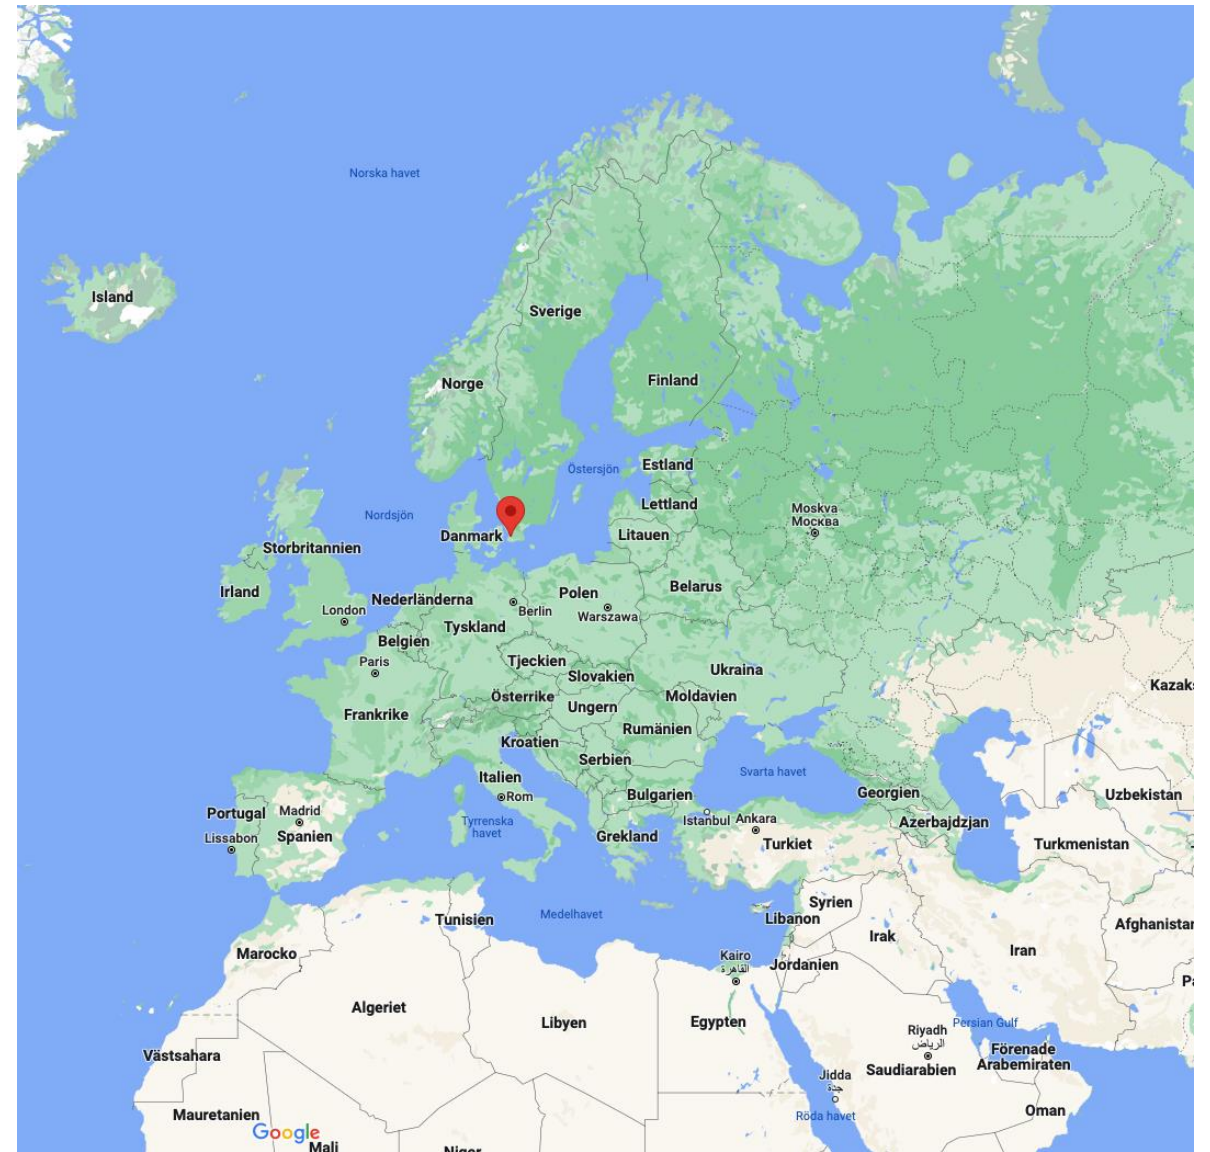 Norska havet
Island
Sverige
Norge
Finland
Östersjön
Estland
Nordsjön
Lettland
Moskva
Москва
Danmark
Litauen
Storbritannien
Irland
Nederländerna
Polen
Belarus
London
Berlin
Warszawa
Tyskland
Belgien
Paris
Tjeckien
Slovakien
Ukraina
Kazak
Österrike
Moldavien
Frankrike
Ungern
Rumänien
Kroatien
Serbien
Svarta havet
Italien
Rom
Bulgarien
Georgien
Uzbekistan
Portugal
Madrid
Tyrrenska
havet
Istanbul
Ankara
Azerbajdzjan
Lissabon
Spanien
Grekland
Turkiet
Turkmenistan
Syrien
Tunisien
Medelhavet
Libanon
Afghanistan
Irak
Marocko
Kairo
القاهرة
Jordanien
Iran
Pa
Algeriet
Libyen
Egypten
Riyadh
الرياض
Persian Gulf
Västsahara
Förenade
Arabemiraten
Saudiarabien
Jidda
جدة
Mauretanien
Röda havet
Oman
Google
Mali
Niger